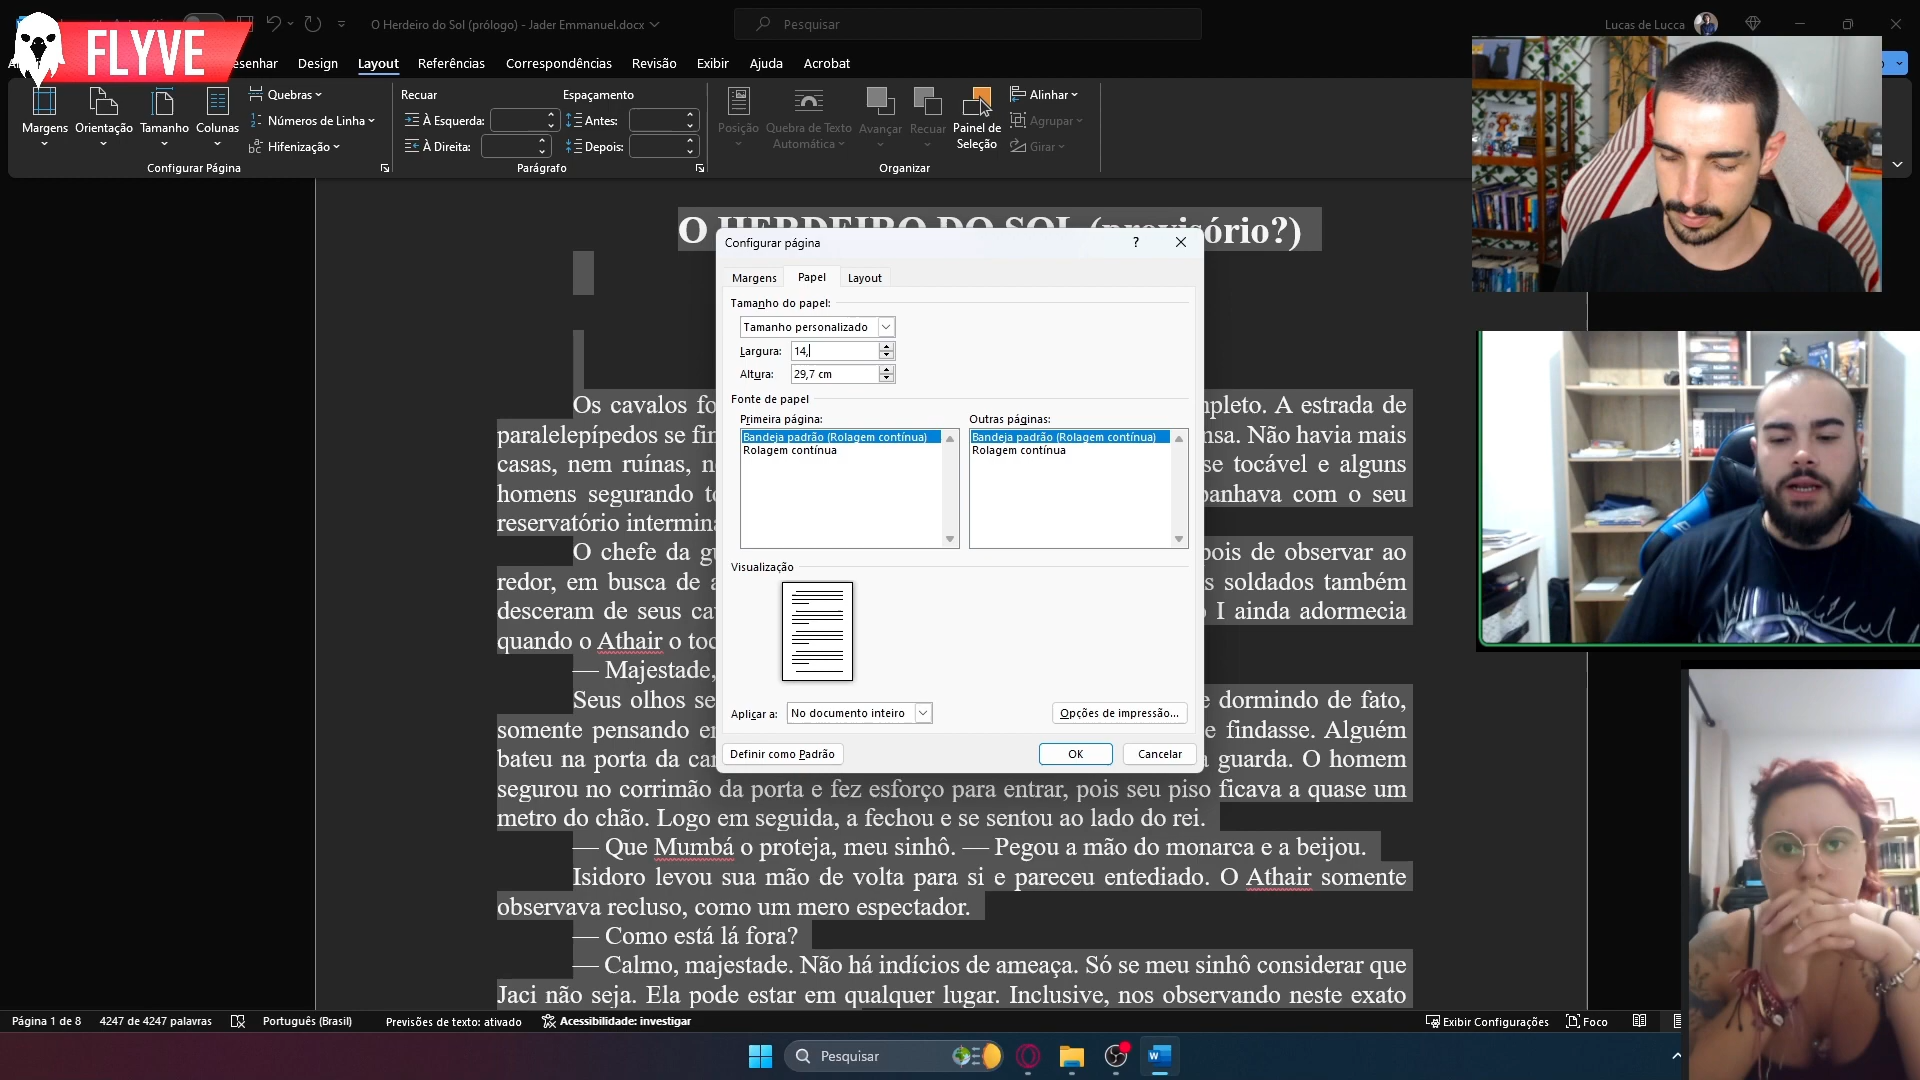 O Herdeiro do Sol (prólogo) - Jader Emmanuel.docx
Pesquisar
Lucas de Lucca
FLYVE
Design
Layout
Referências
Correspondências
Revisão
Exibir
Ajuda
Acrobat
Margens
Orientação
Tamanho
Colunas
Quebras
Números de Linha
Hifenização
Configurar Página
Recuar
À Esquerda:
À Direita:
Espaçamento
Antes:
Depois:
Parágrafo
Posição
Quebra de Texto Automática
Avançar
Recuar
Painel de Seleção
Alinhar
Agrupar
Girar
Organizar
O HERDEIRO DO SOL (provisório?)
Configurar página
?
Margens
Papel
Layout
Tamanho do papel:
Tamanho personalizado
Largura: 14,
Altura: 29,7 cm
Fonte de papel
Primeira página:
Bandeja padrão (Rolagem contínua)
Rolagem contínua
Outras páginas:
Bandeja padrão (Rolagem contínua)
Rolagem contínua
Visualização
Aplicar a: No documento inteiro
Opções de impressão...
Definir como Padrão
OK
Cancelar
Os cavalos A estrada de
paralelepípedos se Não havia mais
casas, nem ruínas, se tocável e alguns
homens segurando com o seu
reservatório
O chefe da de observar ao
redor, em busca de soldados também
desceram de seus I ainda adormecia
quando o Athair o
— Majestade,
Seus olhos dormindo de fato,
somente pensando findasse. Alguém
bateu na porta da guarda. O homem
segurou no corrimão da porta e fez esforço para entrar, pois seu piso ficava a quase um
metro do chão. Logo em seguida, a fechou e se sentou ao lado do rei.
— Que Mumbá o proteja, meu sinhô. — Pegou a mão do monarca e a beijou.
Isidoro levou sua mão de volta para si e pareceu entediado. O Athair somente
observava recluso, como um mero espectador.
— Como está lá fora?
— Calmo, majestade. Não há indícios de ameaça. Só se meu sinhô considerar que
Jaci não seja. Ela pode estar em qualquer lugar. Inclusive, nos observando neste exato
Página 1 de 8
4247 de 4247 palavras
Português (Brasil)
Previsões de texto: ativado
Acessibilidade: investigar
Exibir Configurações
Foco
Pesquisar